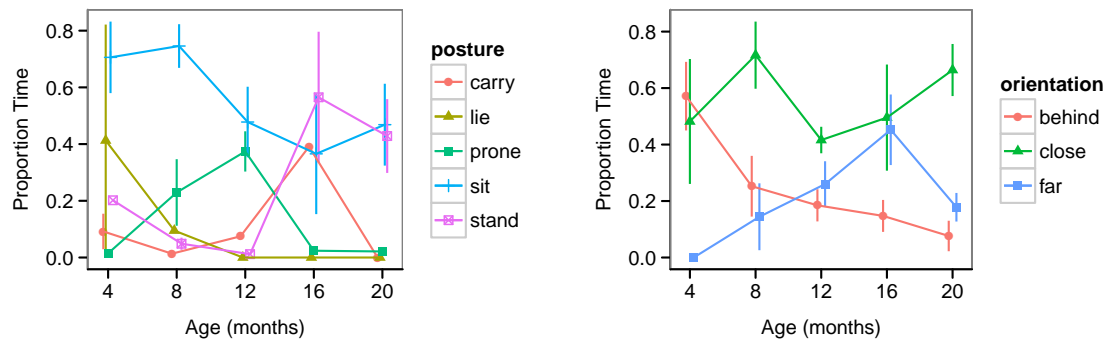 0.8
0.6
0.4
0.2
0.0
Proportion Time
4 8 12 16 20
Age (months)
posture
carry
lie
prone
sit
stand
0.8
0.6
0.4
0.2
0.0
Proportion Time
4 8 12 16 20
Age (months)
orientation
behind
close
far